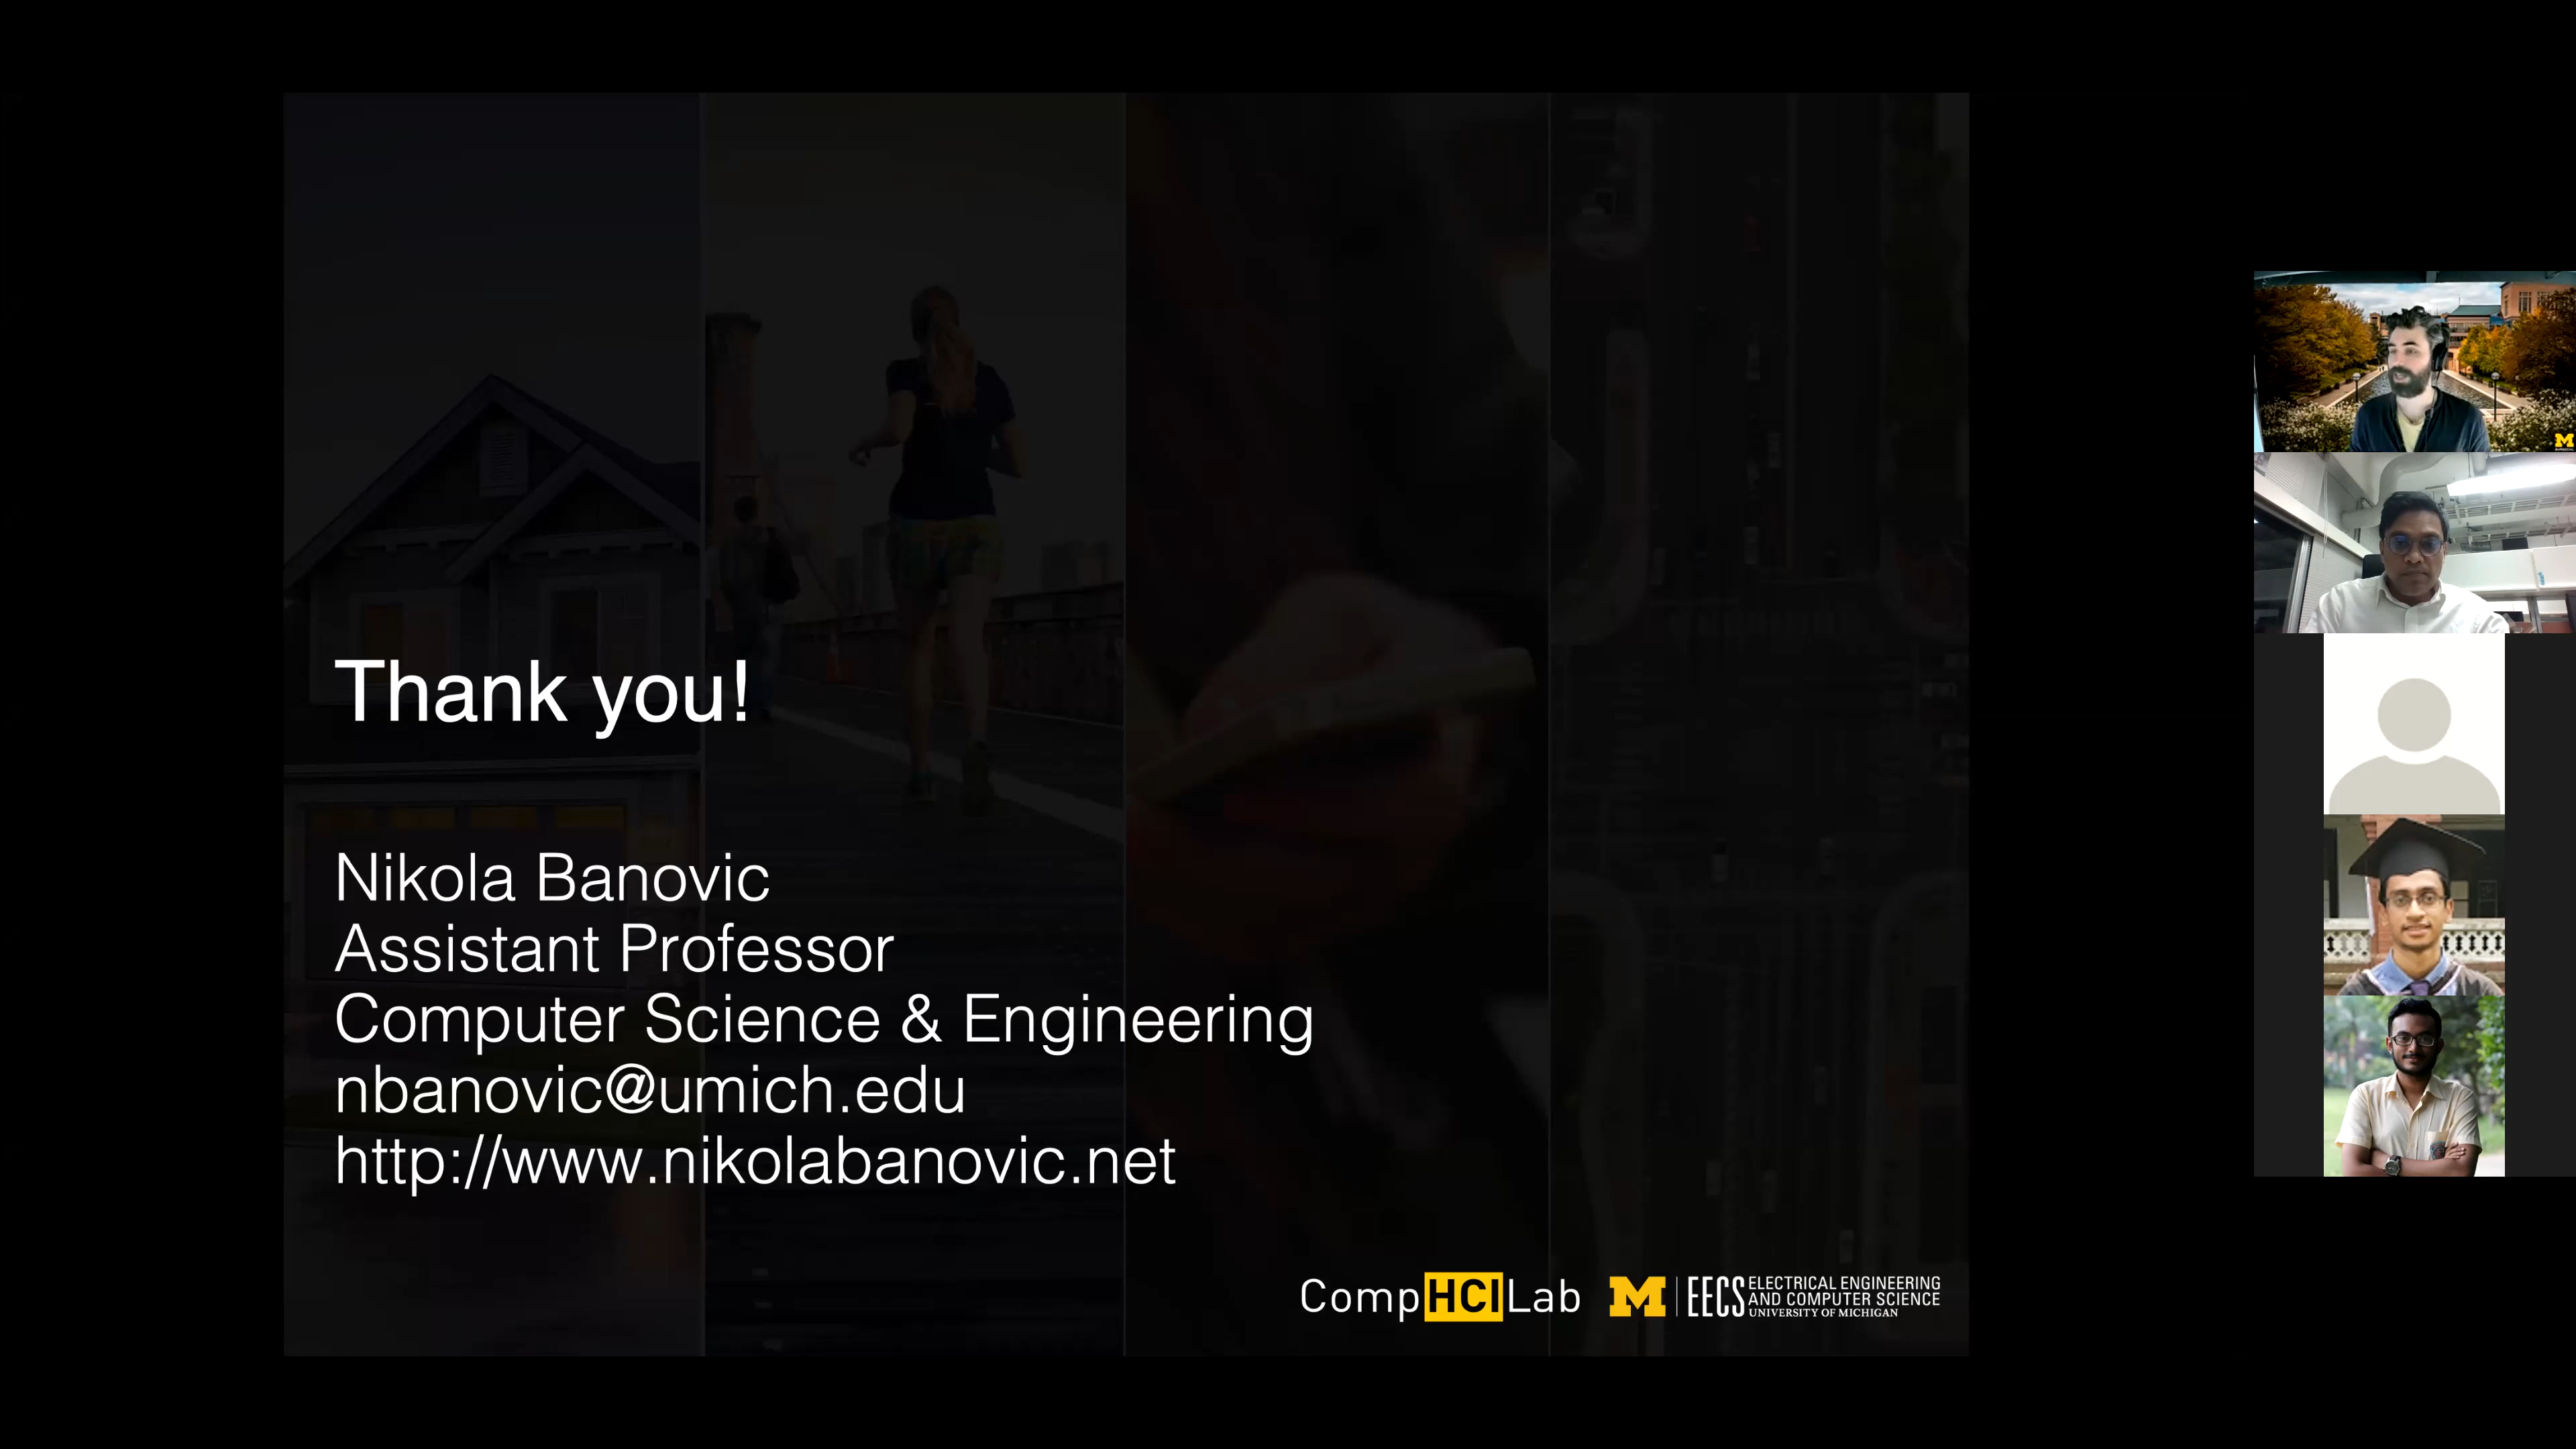 Thank you!
Nikola Banovic
Assistant Professor
Computer Science & Engineering
nbanovic@umich.edu
http://www.nikolabanovic.net
CompHCILab
M
EECS
ELECTRICAL ENGINEERING
AND COMPUTER SCIENCE
UNIVERSITY OF MICHIGAN
M